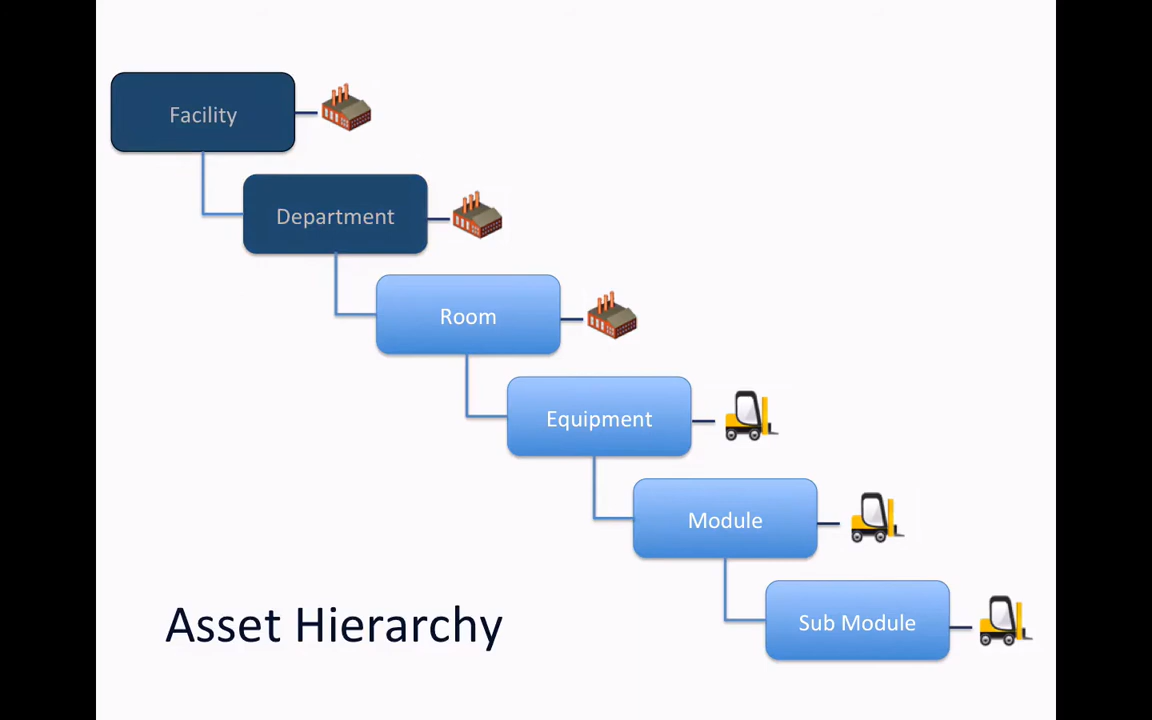 Facility
Department
Room
Equipment
Module
Sub Module
Asset Hierarchy